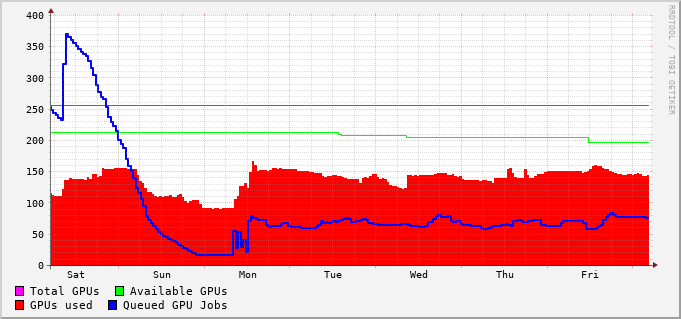 400
350
300
250
200
150
100
50
0
Sat Sun Mon Tue Wed Thu Fri
Total GPUs Available GPUs
GPUs used Queued GPU Jobs
RRDTOOL / TOBI OETIKER